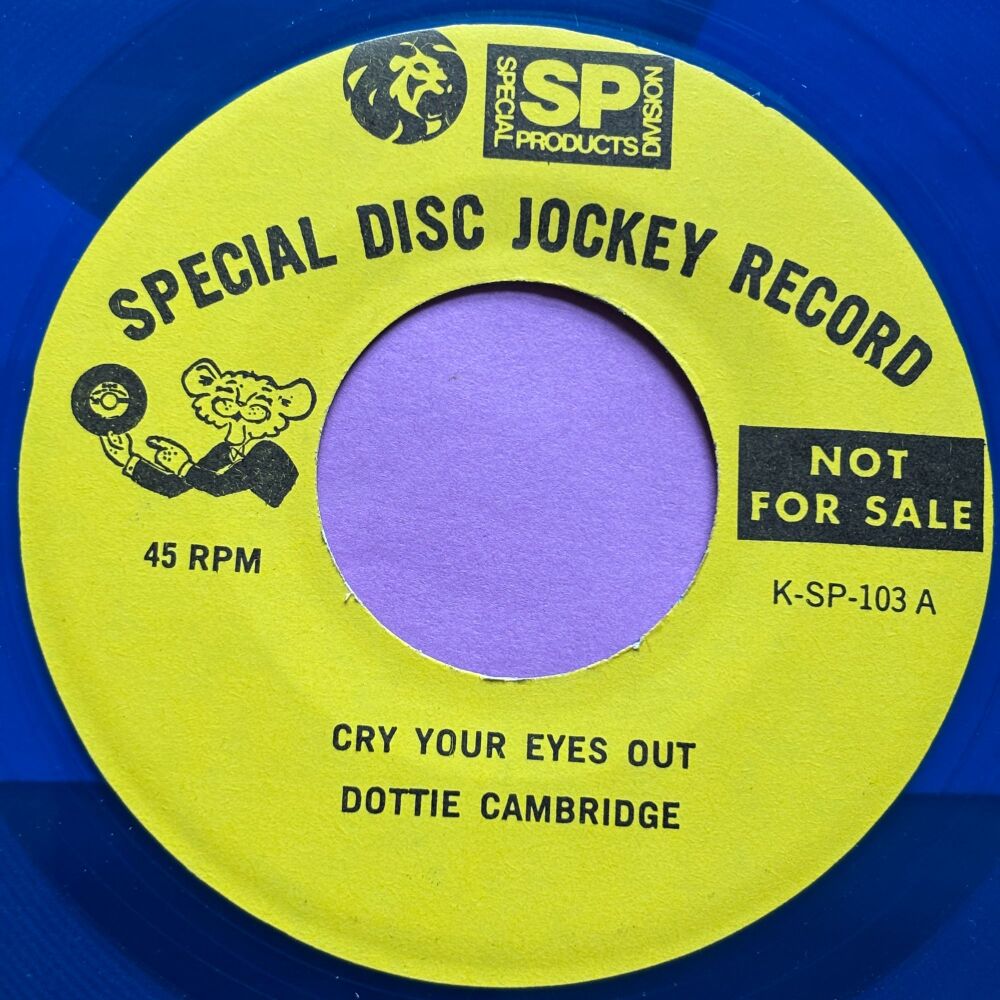 SPECIAL
SP
PRODUCTS
DIVISION
SPECIAL DISC JOCKEY RECORD
NOT
FOR SALE
45 RPM
K-SP-103 A
CRY YOUR EYES OUT
DOTTIE CAMBRIDGE